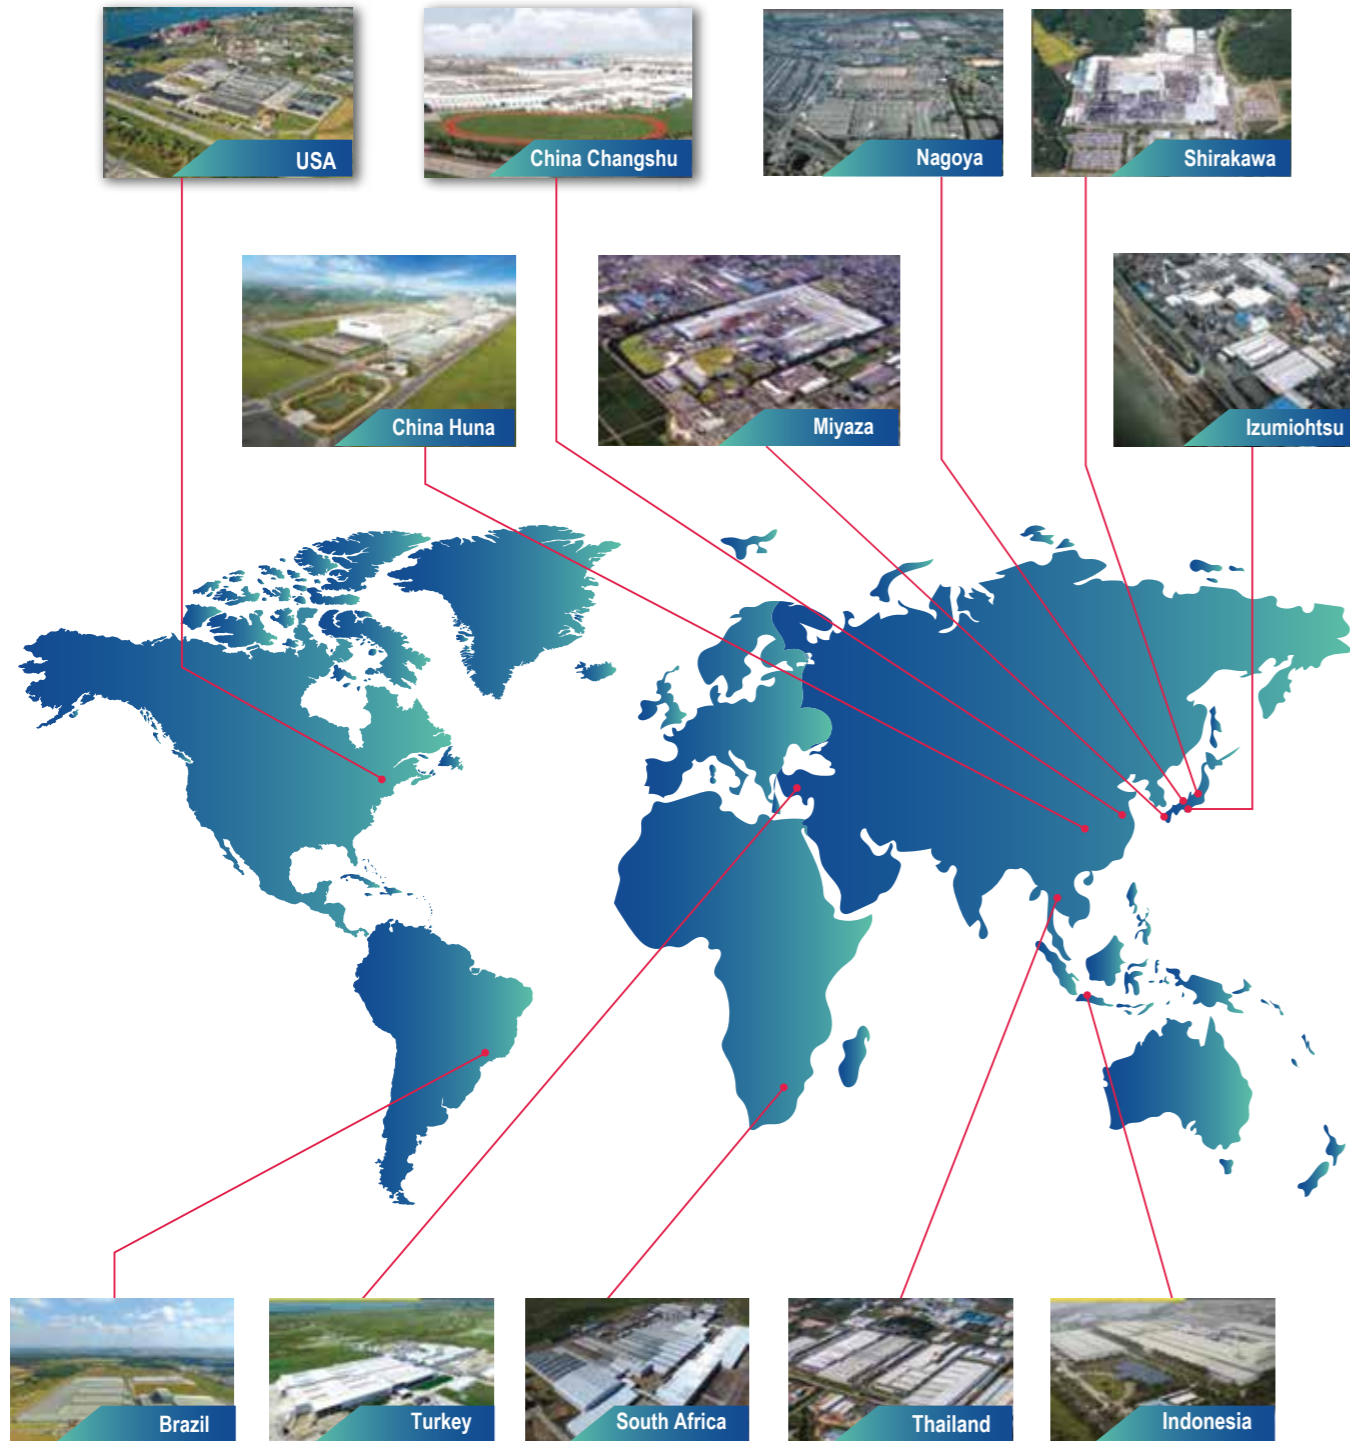 USA
China Changshu
Nagoya
Shirakawa
China Huna
Miyaza
Izumiohtsu
Brazil
Turkey
South Africa
Thailand
Indonesia